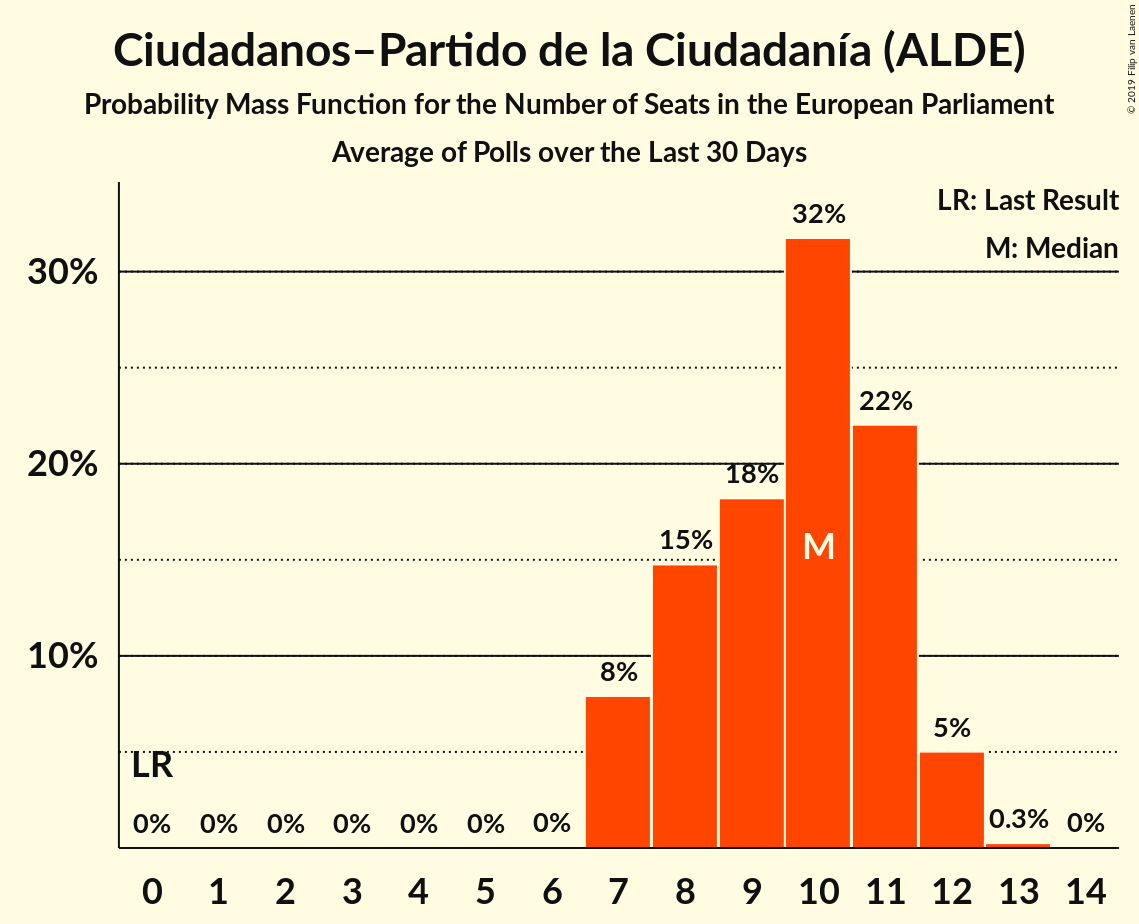 Ciudadanos–Partido de la Ciudadanía (ALDE)
Probability Mass Function for the Number of Seats in the European Parliament
Average of Polls over the Last 30 Days
© 2019 Filip van Laenen
LR: Last Result
M: Median
30%
20%
10%
32%
22%
18%
15%
M
8%
5%
LR
0% 0% 0% 0% 0% 0% 0% 0.3% 0%
0 1 2 3 4 5 6 7 8 9 10 11 12 13 14